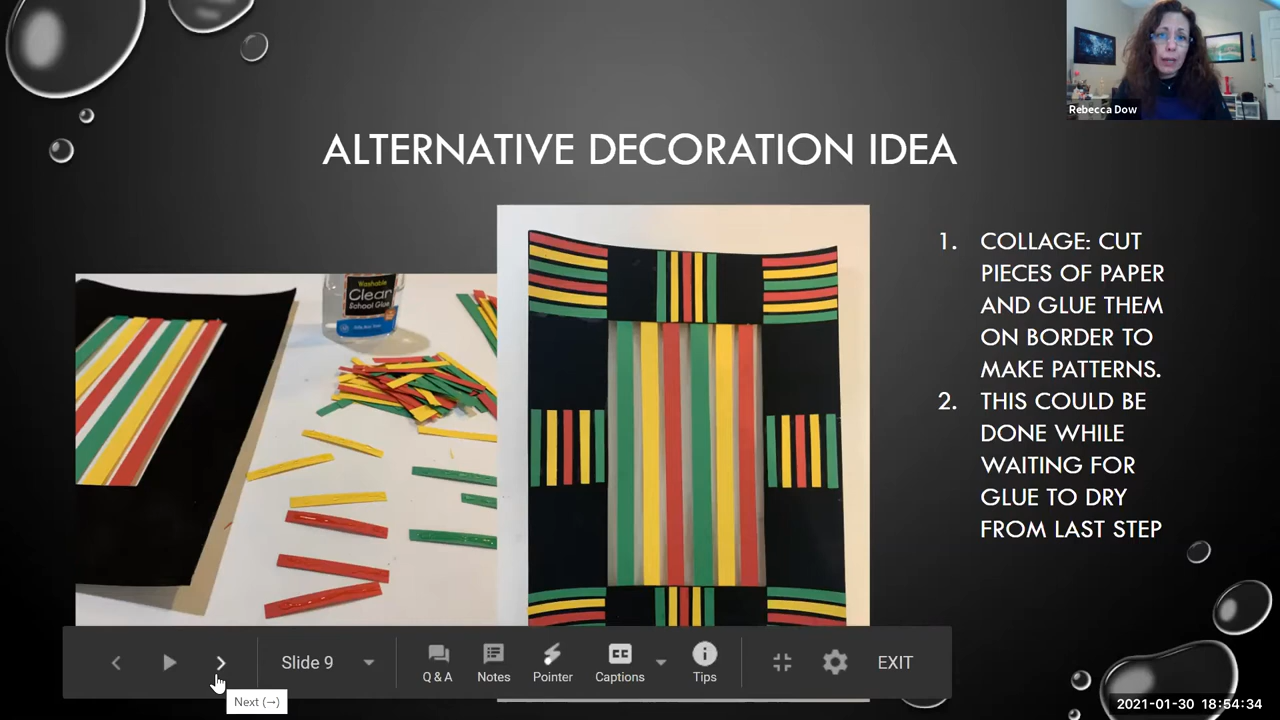 Rebecca Dow
ALTERNATIVE DECORATION IDEA
Washable
Clear
School Glue
1. COLLAGE: CUT
PIECES OF PAPER
AND GLUE THEM
ON BORDER TO
MAKE PATTERNS.
2. THIS COULD BE
DONE WHILE
WAITING FOR
GLUE TO DRY
FROM LAST STEP
Slide 9
Q & A
Notes
Pointer
CC
Captions
Tips
EXIT
Next (→)
2021-01-30 18:54:34